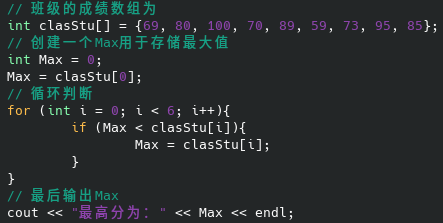 // 班级的成绩数组为
int clasStu[] = {69, 80, 100, 70, 89, 59, 73, 95, 85};
// 创建一个Max用于存储最大值
int Max = 0;
Max = clasStu[0];
// 循环判断
for (int i = 0; i < 6; i++){
        if (Max < clasStu[i]){
                Max = clasStu[i];
        }
}
// 最后输出Max
cout << "最高分为：" << Max << endl;